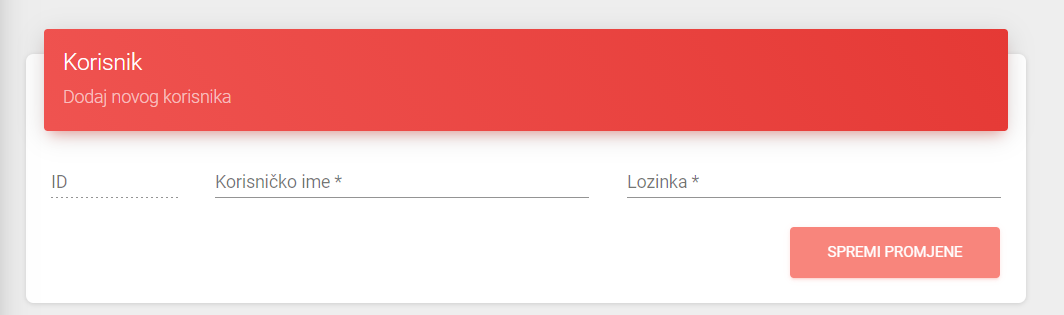 Korisnik
Dodaj novog korisnika
ID
Korisničko ime *
Lozinka *
SPREMI PROMJENE